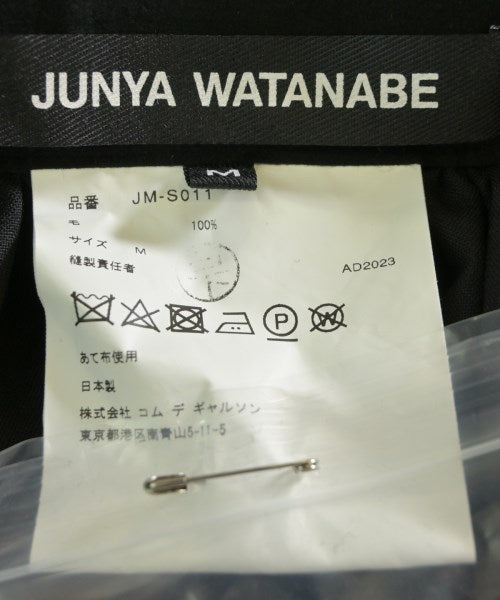 JUNYA WATANABE
M
品番 JM-S011
毛 100%
サイズ M
縫製責任者
AD2023
P
W
あて布使用
日本製
株式会社 コム デ ギャルソン
東京都港区南青山5-11-5